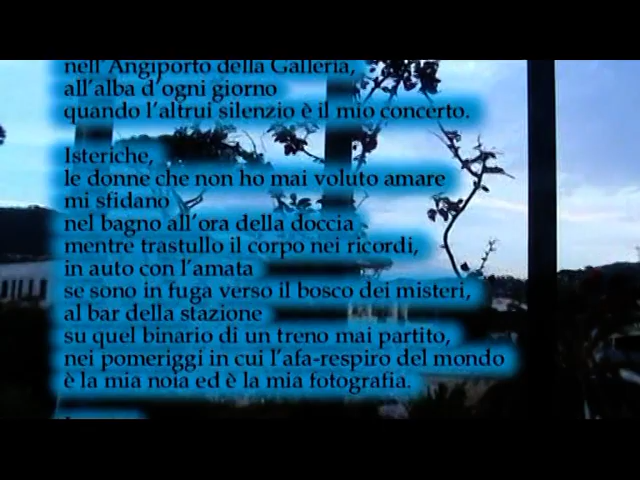 nell'Angiporto della Galleria,
all'alba d'ogni giorno
quando l'altrui silenzio è il mio concerto.
Isteriche,
le donne che non ho mai voluto amare
mi sfidano
nel bagno all'ora della doccia
mentre trastullo il corpo nei ricordi,
in auto con l'amata
se sono in fuga verso il bosco dei misteri,
al bar della stazione
su quel binario di un treno mai partito,
nei pomeriggi in cui l'afa-respiro del mondo
è la mia noia ed è la mia fotografia.